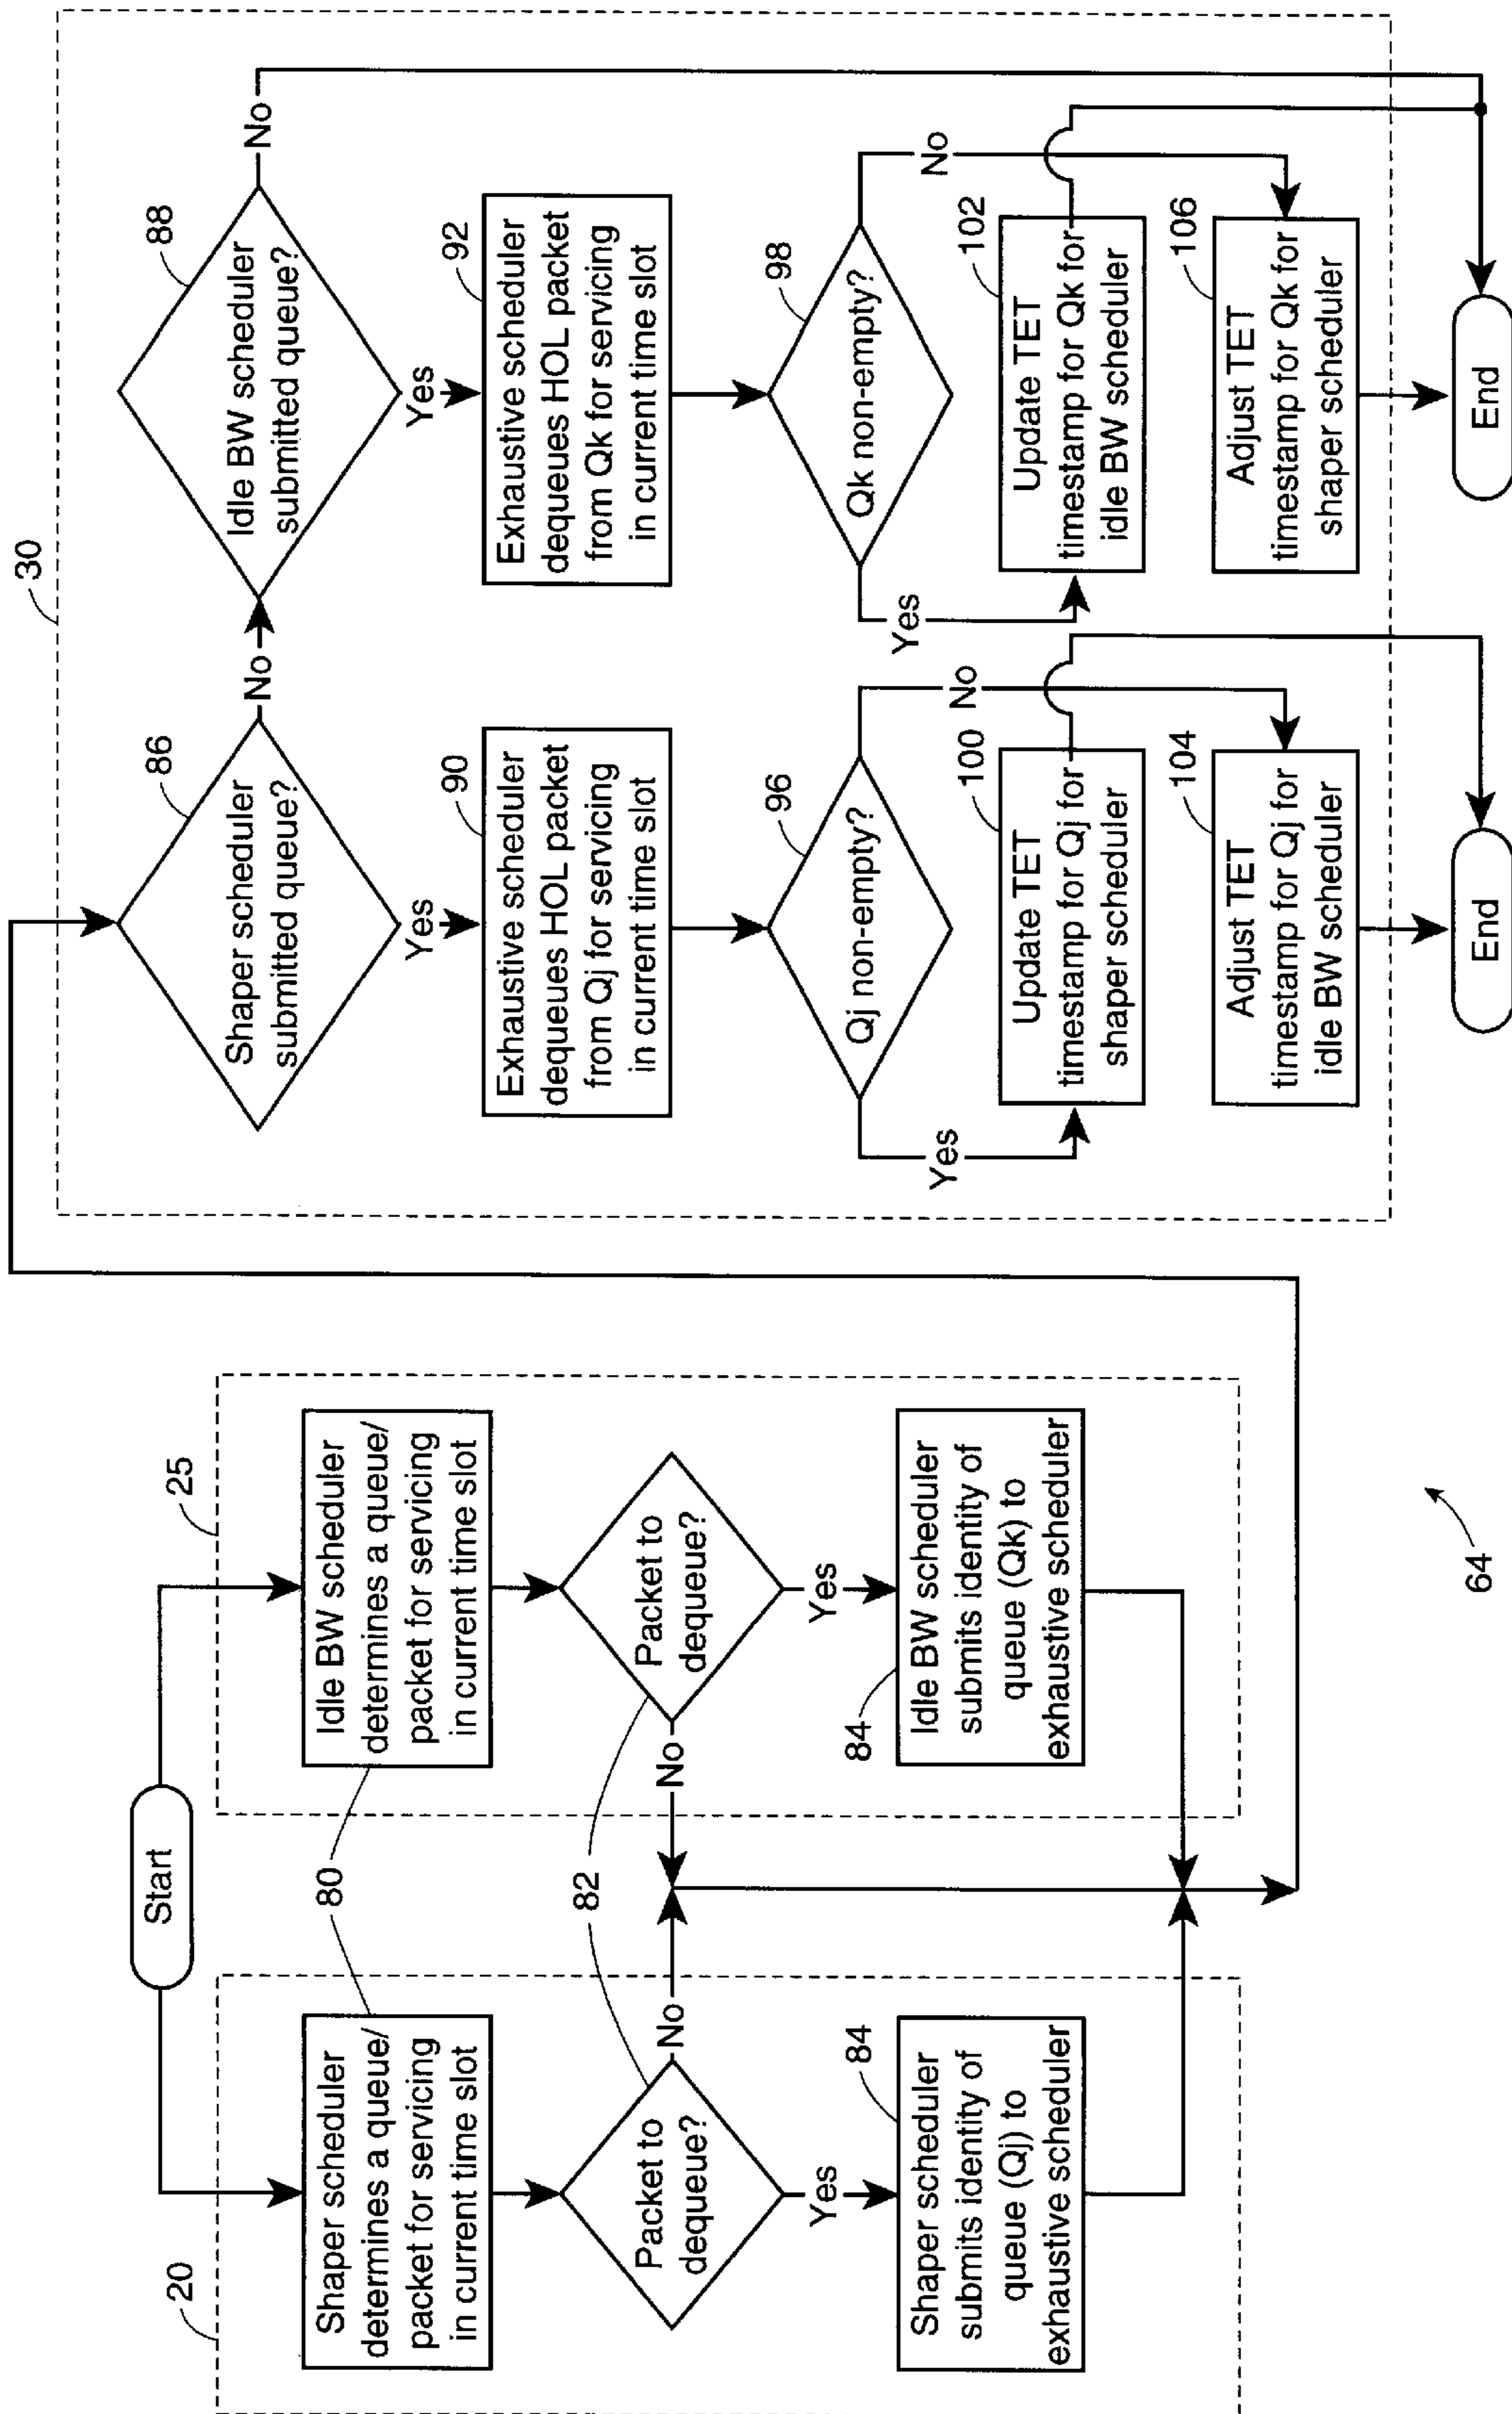 Start
20
Shaper scheduler
determines a queue/
packet for servicing
in current time slot
80
25
Idle BW scheduler
determines a queue/
packet for servicing
in current time slot
Packet to
dequeue?
No
82
Packet to
dequeue?
No
Yes
Yes
84
Shaper scheduler
submits identity of
queue (Qj) to
exhaustive scheduler
84
Idle BW scheduler
submits identity of
queue (Qk) to
exhaustive scheduler
64
30
86
Shaper scheduler
submitted queue?
No
88
Idle BW scheduler
submitted queue?
No
Yes
Yes
90
Exhaustive scheduler
dequeues HOL packet
from Qj for servicing
in current time slot
92
Exhaustive scheduler
dequeues HOL packet
from Qk for servicing
in current time slot
96
Qj non-empty?
Yes
No
98
Qk non-empty?
Yes
No
100
Update TET
timestamp for Qj for
shaper scheduler
102
Update TET
timestamp for Qk for
idle BW scheduler
104
Adjust TET
timestamp for Qj for
idle BW scheduler
106
Adjust TET
timestamp for Qk for
shaper scheduler
End
End